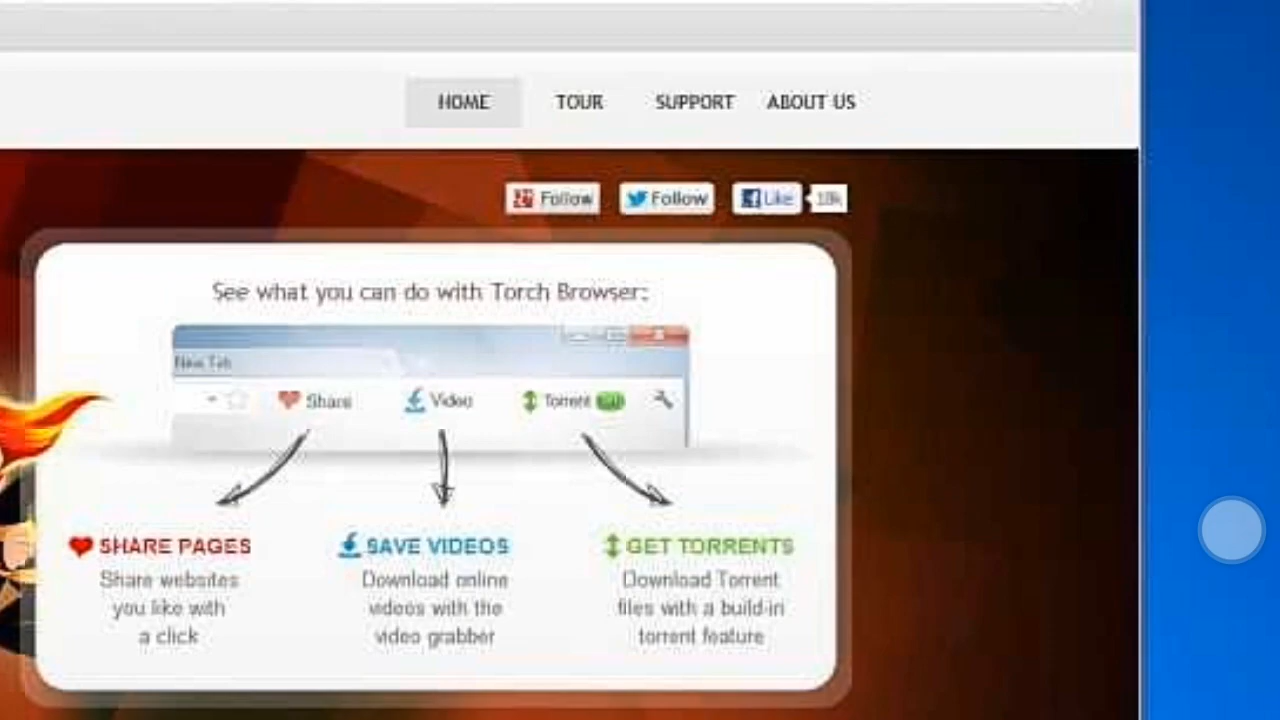 HOME TOUR SUPPORT ABOUT US
Follow Follow Like 18k
See what you can do with Torch Browser:
New Tab
Share Video Torrent
SHARE PAGES SAVE VIDEOS GET TORRENTS
Share websites Download online Download Torrent
you like with videos with the files with a build-in
a click video grabber torrent feature